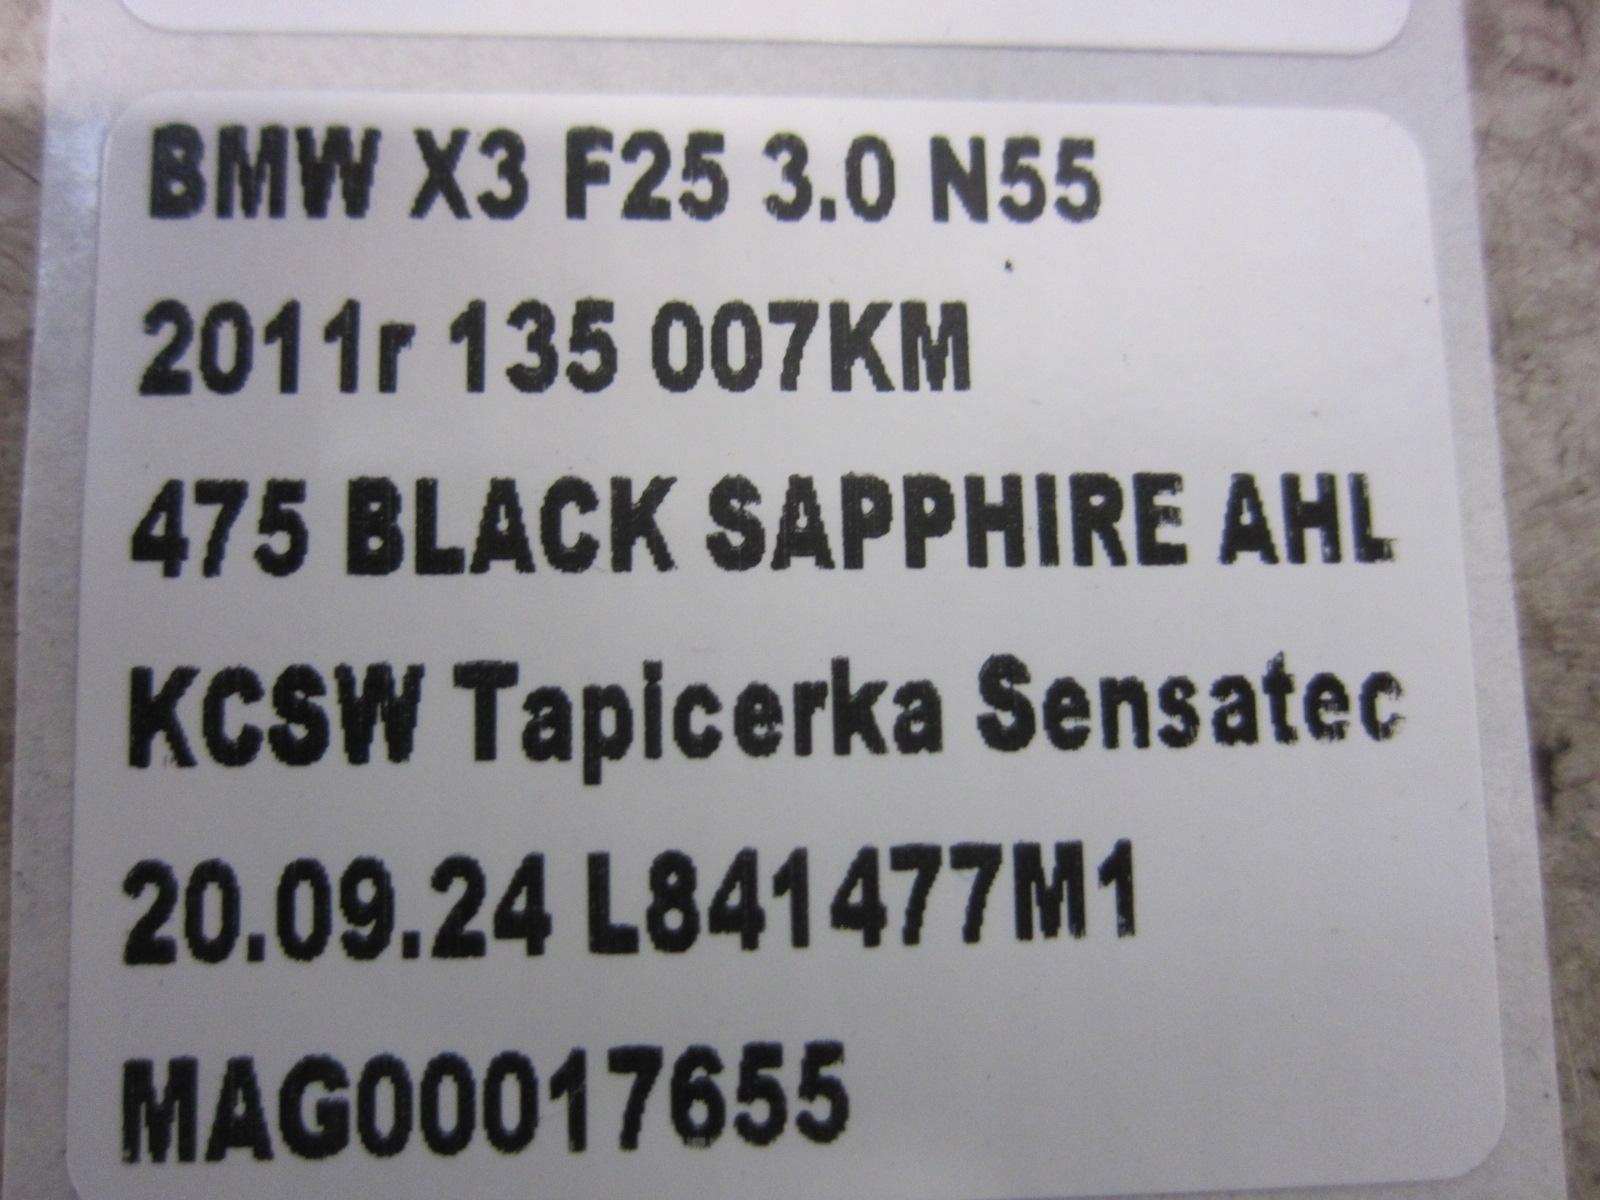 BMW X3 F25 3.0 N55
2011r 135 007KM
475 BLACK SAPPHIRE AHL
KCSW Tapicerka Sensatec
20.09.24 L841477M1
MAG00017655